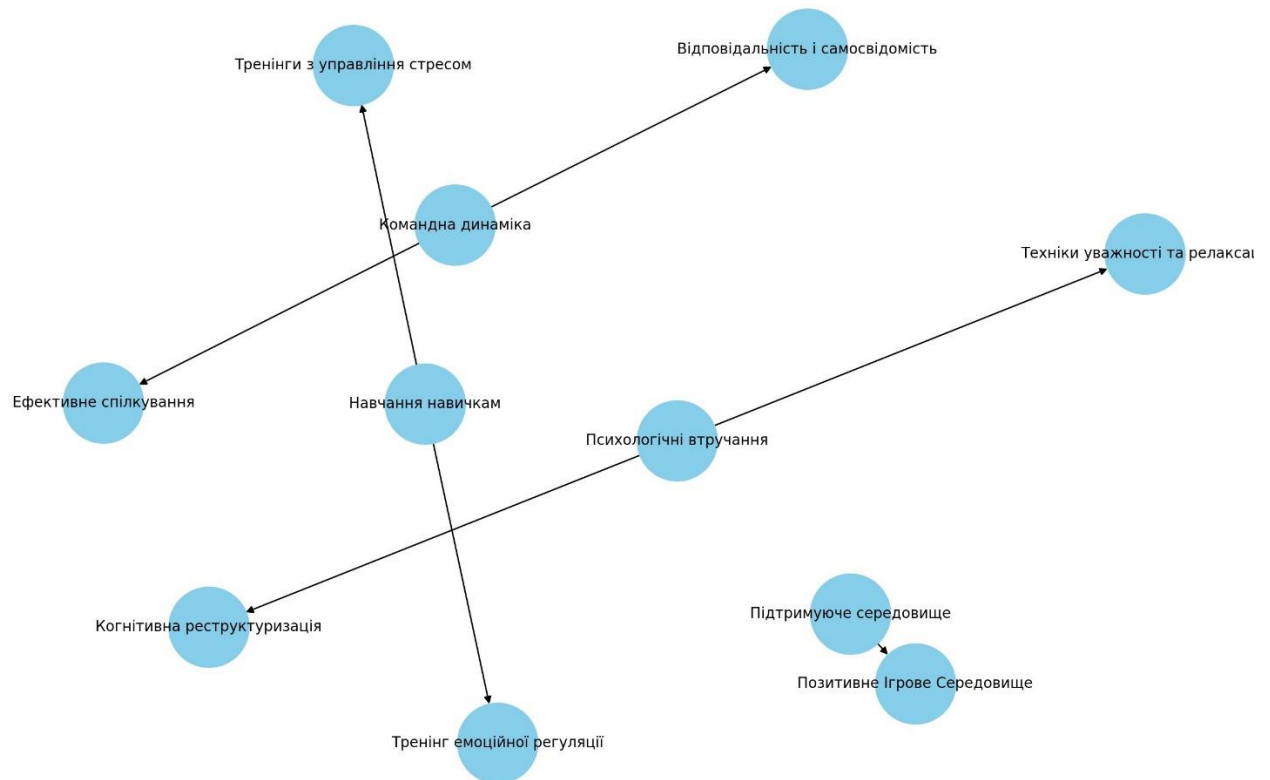 Відповідальність і самосвідомість
Тренінги з управління стресом
Командна динаміка
Техніки уважності та
Ефективне спілкування
Навчання навичкам
Психологічні втручання
Підтримуюче середовище
Когнітивна реструктуризація
Позитивне Ігрове Середовище
Тренінг емоційної регуляції